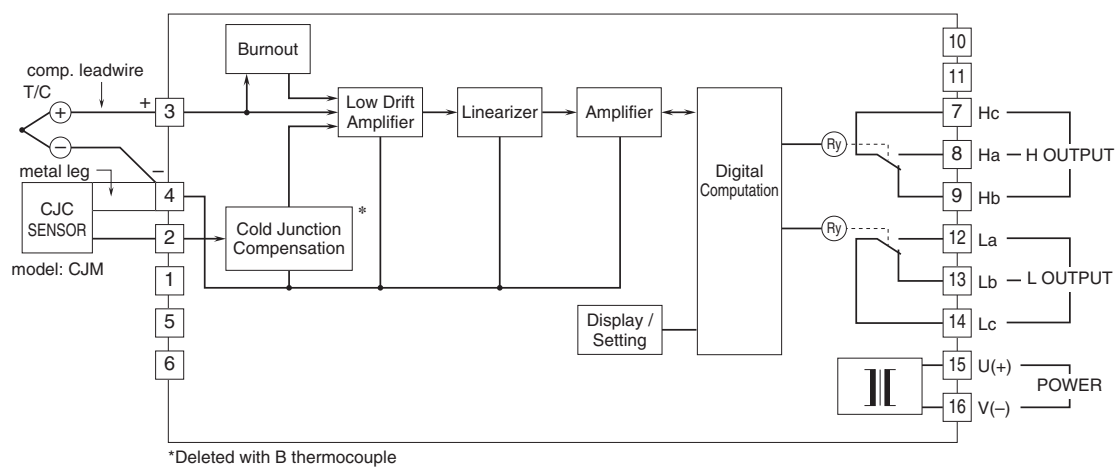 Burnout
comp. leadwire
T/C
+
+ 3
Low Drift
Amplifier
Linearizer
Amplifier
Digital
Computation
–
metal leg
–
4
CJC
SENSOR
2
Cold Junction
Compensation
*
model: CJM
1
5
6
Display /
Setting
Ry
Ry
10
11
7 Hc
8 Ha H OUTPUT
9 Hb
12 La
13 Lb L OUTPUT
14 Lc
15 U(+)
POWER
16 V(–)
*Deleted with B thermocouple